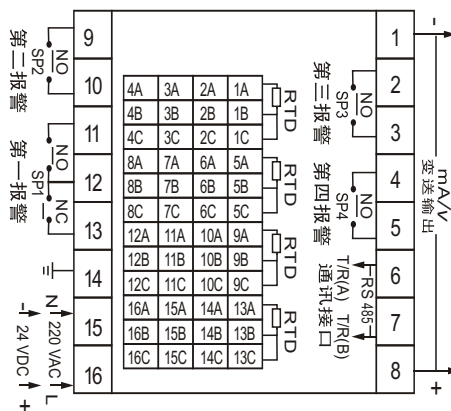 第二报警
SP2
NO
9
10
第一报警
SP1
NO
NC
11
12
13
14
N
L
220 VAC
- 24 VDC +
15
16
4A 3A 2A 1A
4B 3B 2B 1B
4C 3C 2C 1C
RTD
8A 7A 6A 5A
8B 7B 6B 5B
8C 7C 6C 5C
RTD
12A 11A 10A 9A
12B 11B 10B 9B
12C 11C 10C 9C
RTD
16A 15A 14A 13A
16B 15B 14B 13B
16C 15C 14C 13C
RTD
1
第三报警
SP3
NO
2
3
第四报警
SP4
NO
4
5
T/R(A) T/R(B)
通讯接口
RS485
6
7
8
-
mA/v
变送输出
+